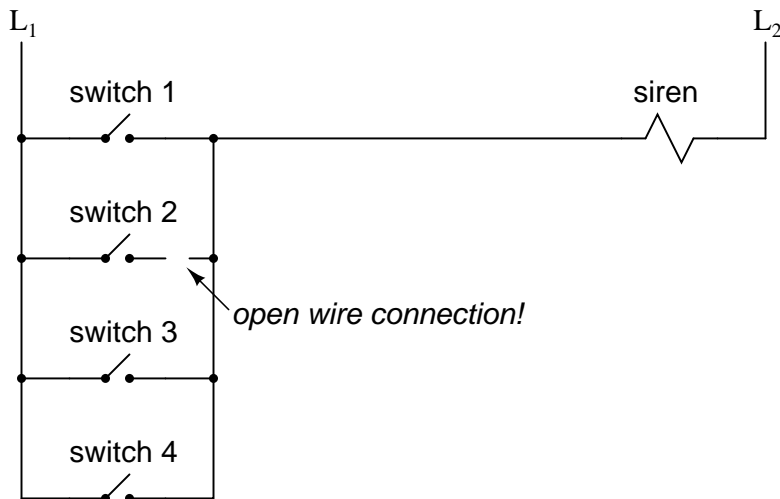 L1 L2
switch 1 siren
switch 2
open wire connection!
switch 3
switch 4